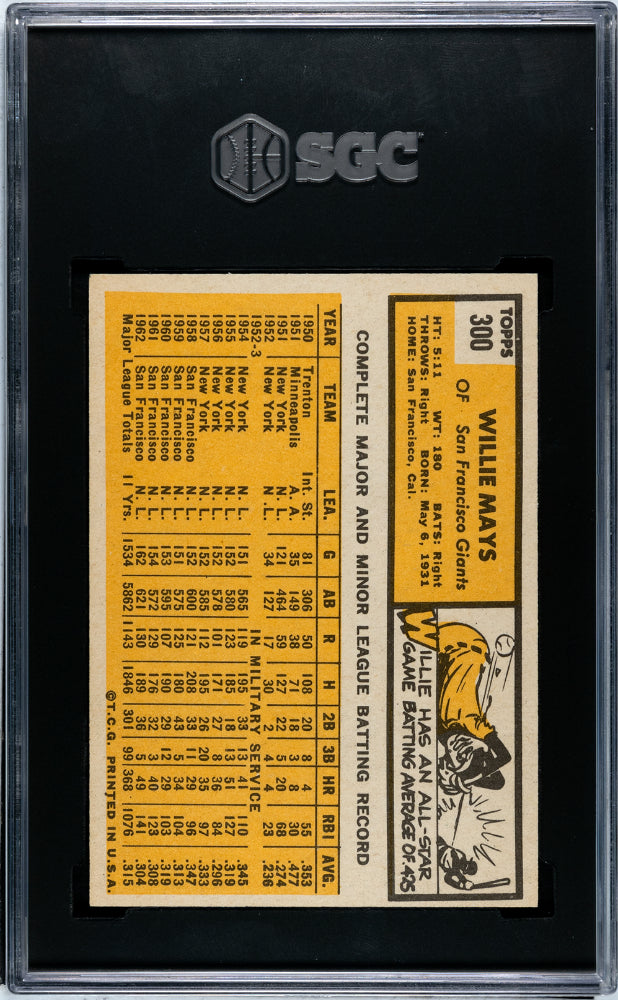 SGC
TOPPS
300
WILLIE MAYS
OF San Francisco Giants
HT: 5:11 WT: 180 BATS: Right
THROWS: Right BORN: May 6, 1931
HOME: San Francisco, Cal.
WILLIE HAS AN ALL-STAR
GAME BATTING AVERAGE OF .425
COMPLETE MAJOR AND MINOR LEAGUE BATTING RECORD
YEAR TEAM LEA. G AB R H 2B 3B HR RBI AVG.
1950 Trenton Int. St. 81 306 50 108 20 8 4 55 .353
1951 Minneapolis A. A. 35 149 38 71 18 3 8 30 .477
1951 New York N. L. 121 464 59 127 22 5 20 68 .274
1952 New York N. L. 34 127 17 30 2 4 4 23 .236
1952-3 IN MILITARY SERVICE
1954 New York N. L. 151 565 119 195 33 13 41 110 .345
1955 New York N. L. 152 580 123 185 18 13 51 127 .319
1956 New York N. L. 152 578 101 171 27 8 36 84 .296
1957 New York N. L. 152 585 112 195 26 20 35 97 .333
1958 San Francisco N. L. 152 600 121 208 33 11 29 96 .347
1959 San Francisco N. L. 151 575 125 180 43 5 34 104 .313
1960 San Francisco N. L. 153 595 107 190 29 12 29 103 .319
1961 San Francisco N. L. 154 572 129 176 32 3 40 123 .308
1962 San Francisco N. L. 162 621 130 189 36 5 49 141 .304
Major League Totals 11 Yrs. 1534 5862 1143 1846 301 99 368 1076 .315
©T.C.G. PRINTED IN U.S.A.